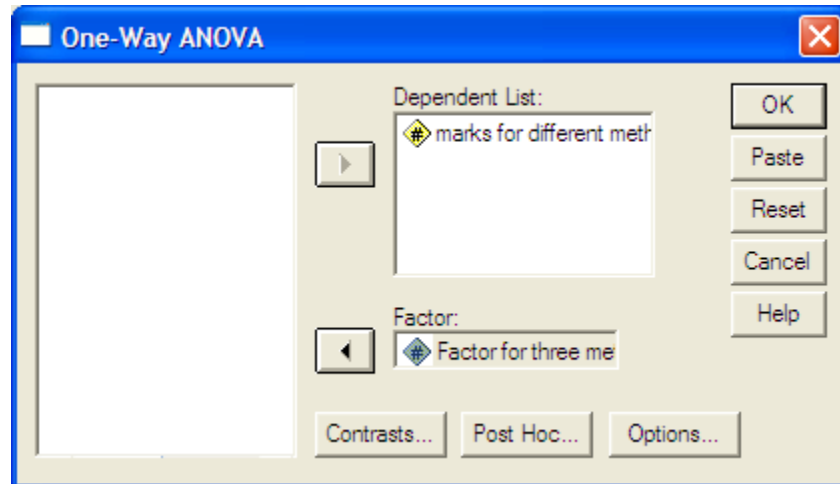 One-Way ANOVA
Dependent List:
# marks for different meth
Factor:
# Factor for three me
OK
Paste
Reset
Cancel
Help
Contrasts... Post Hoc... Options...